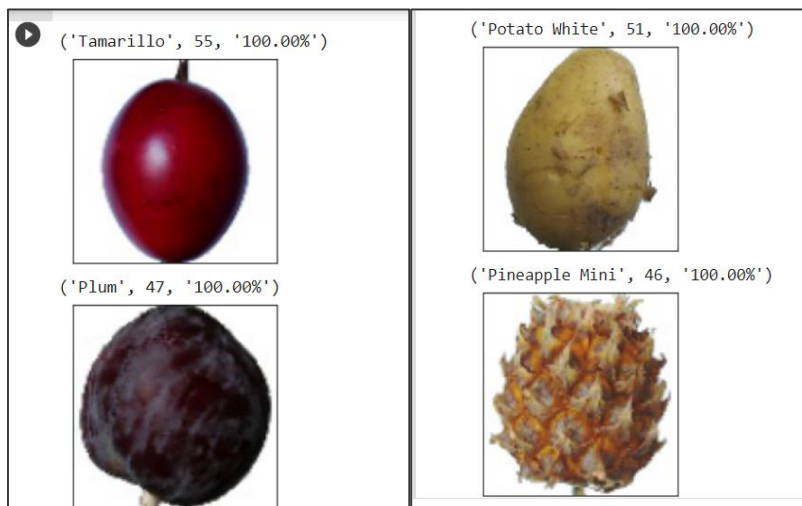 ('Tamarillo', 55, '100.00%')
('Plum', 47, '100.00%')
('Potato White', 51, '100.00%')
('Pineapple Mini', 46, '100.00%')